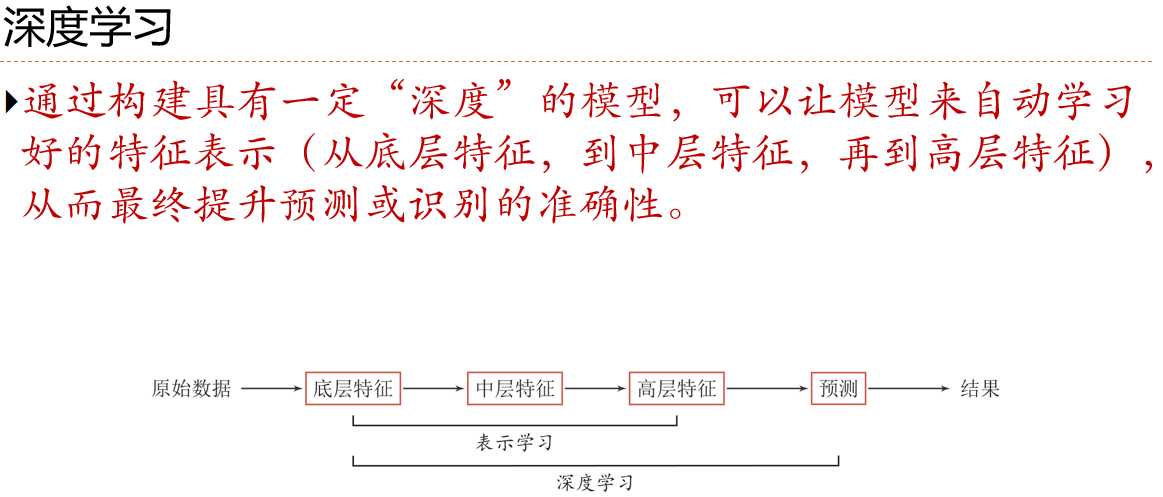 深度学习
通过构建具有一定“深度”的模型，可以让模型来自动学习
好的特征表示（从底层特征，到中层特征，再到高层特征），
从而最终提升预测或识别的准确性。
原始数据 底层特征 中层特征 高层特征 预测 结果
表示学习
深度学习